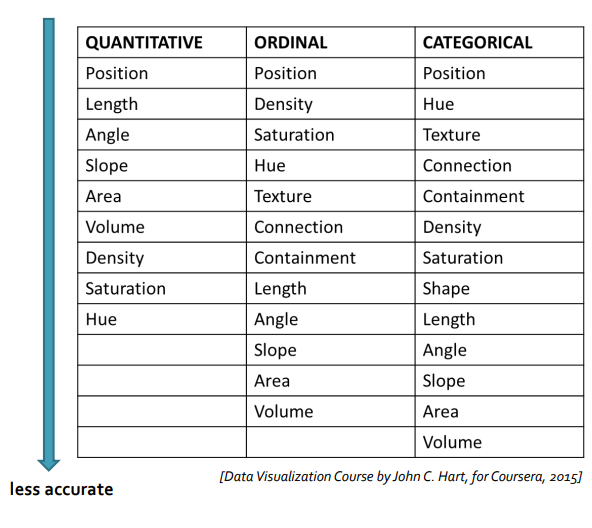 QUANTITATIVE ORDINAL CATEGORICAL
Position Position Position
Length Density Hue
Angle Saturation Texture
Slope Hue Connection
Area Texture Containment
Volume Connection Density
Density Containment Saturation
Saturation Length Shape
Hue Angle Length
Slope Angle
Area Slope
Volume Area
Volume
[Data Visualization Course by John C. Hart, for Coursera, 2015]
less accurate